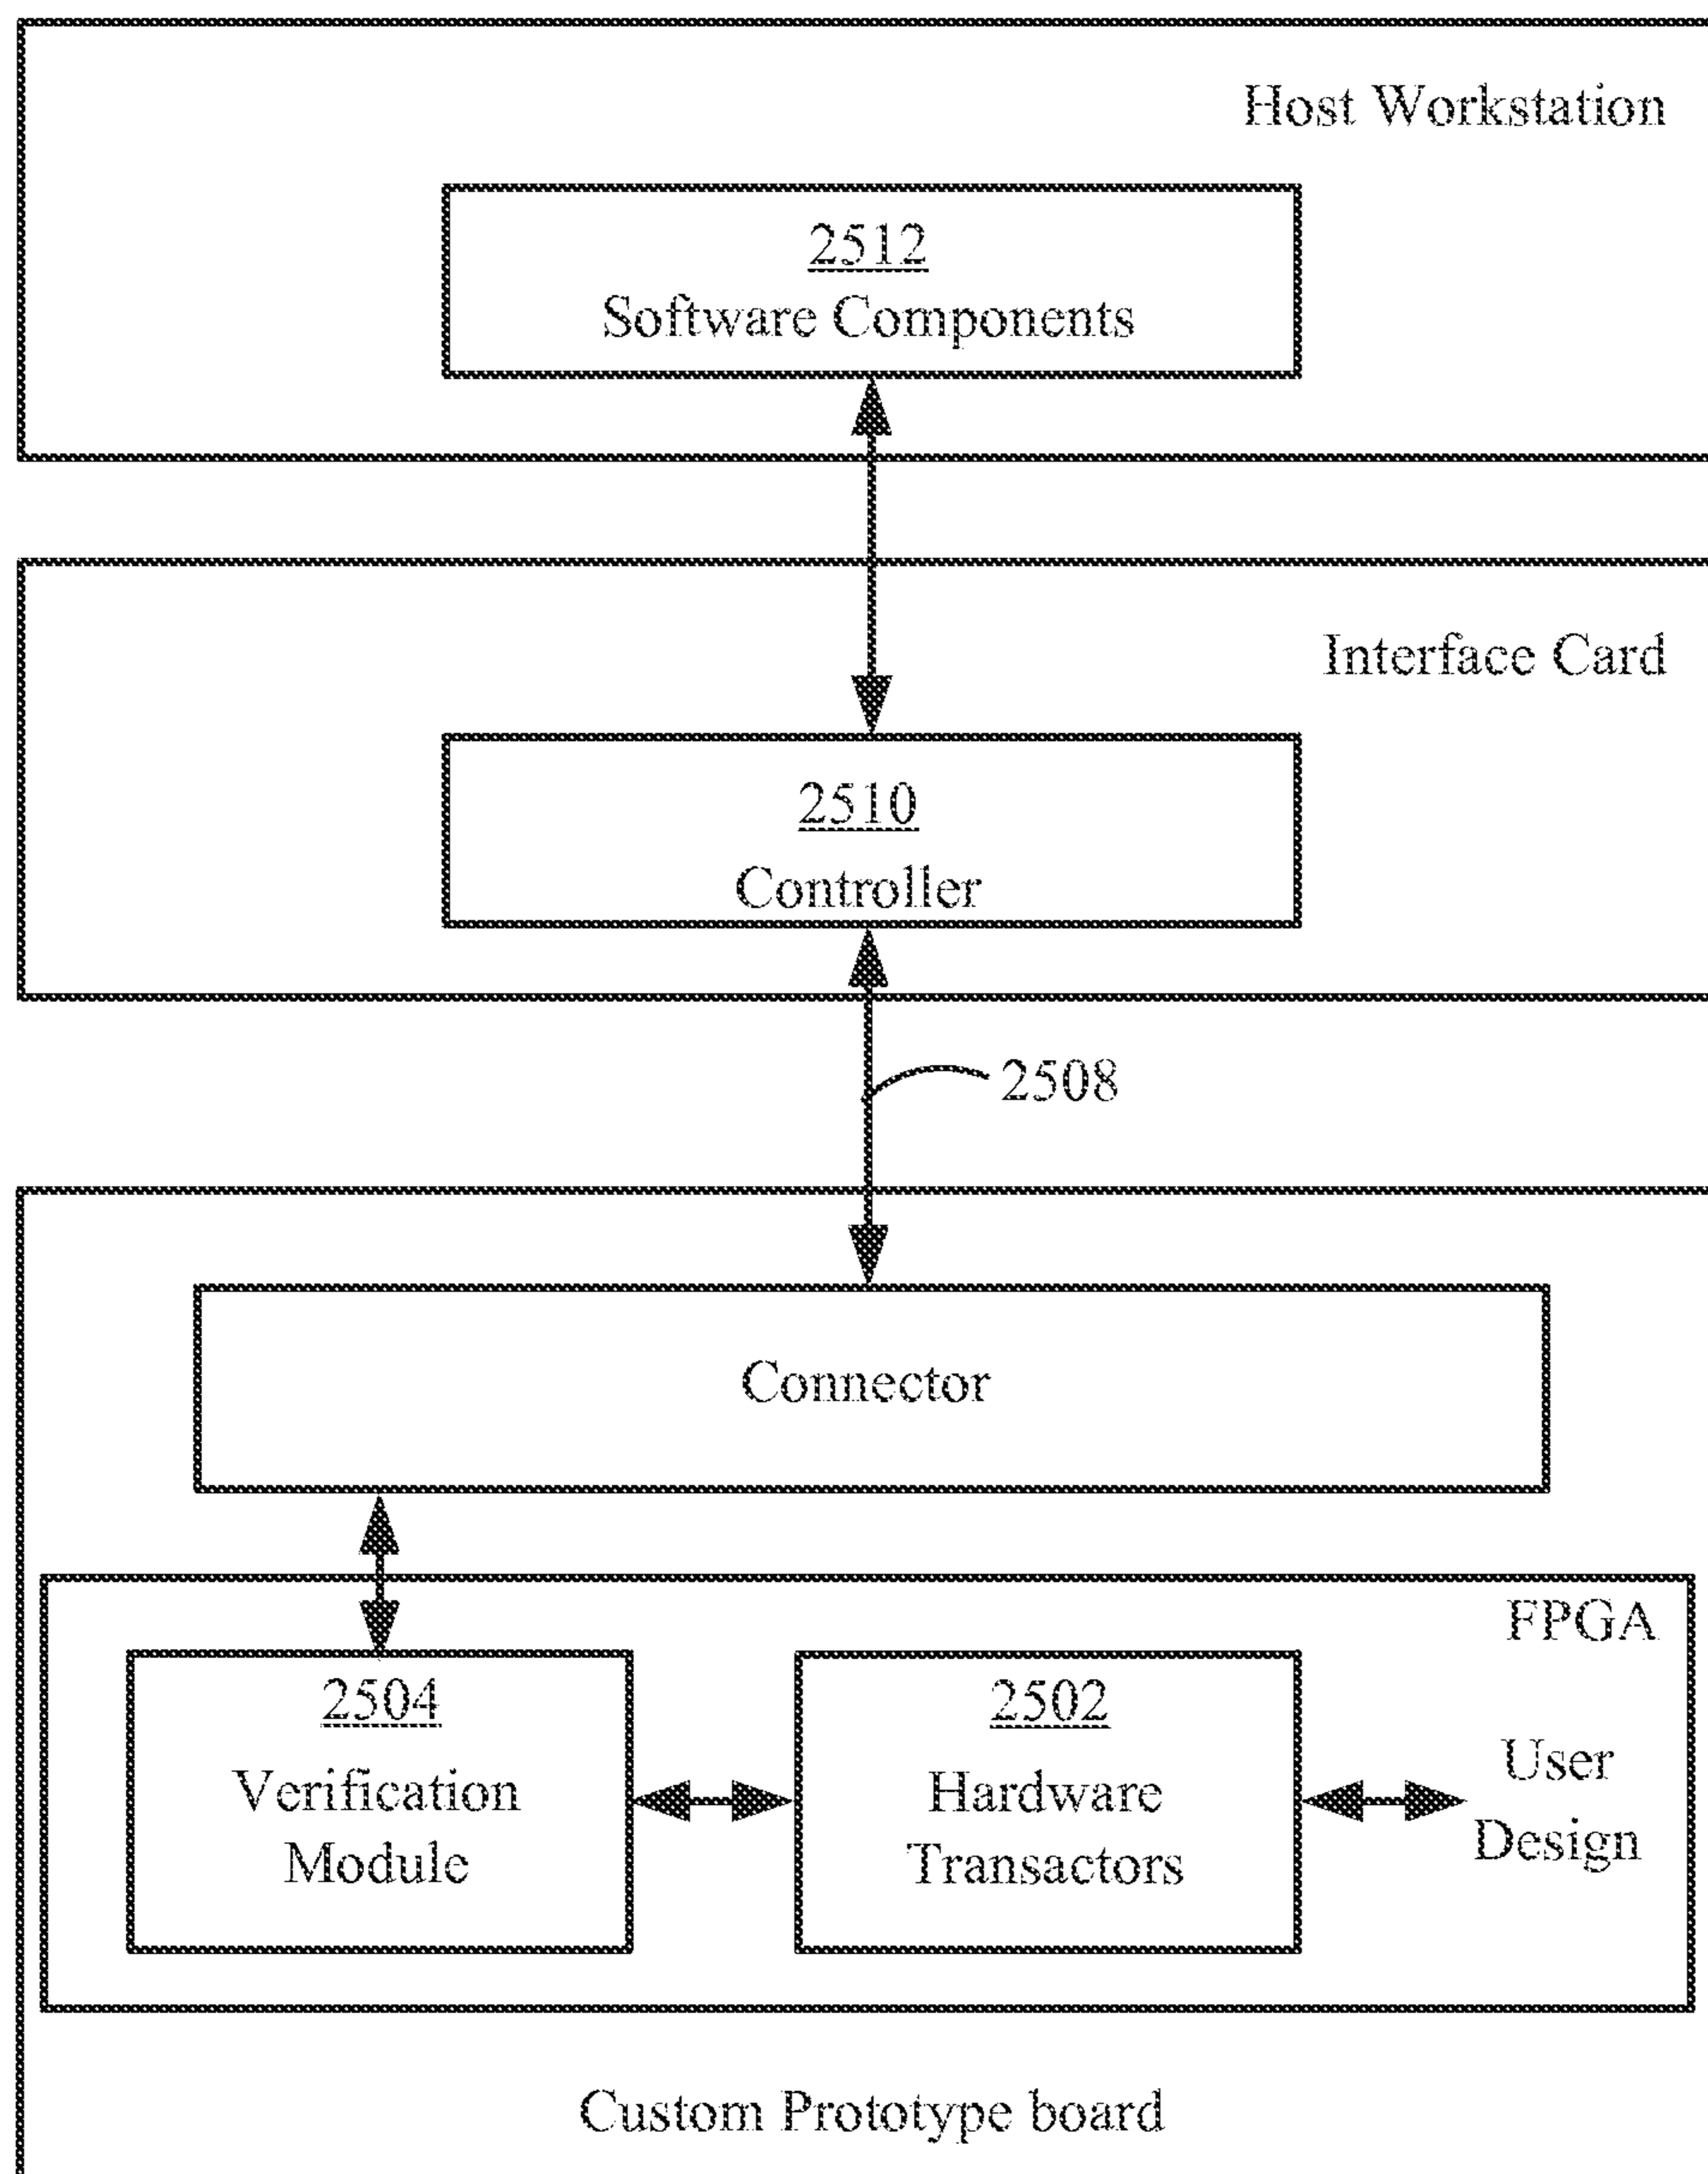 Host Workstation
2512
Software Components
Interface Card
2510
Controller
2508
Connector
FPGA
2504
Verification
Module
2502
Hardware
Transactors
User
Design
Custom Prototype board